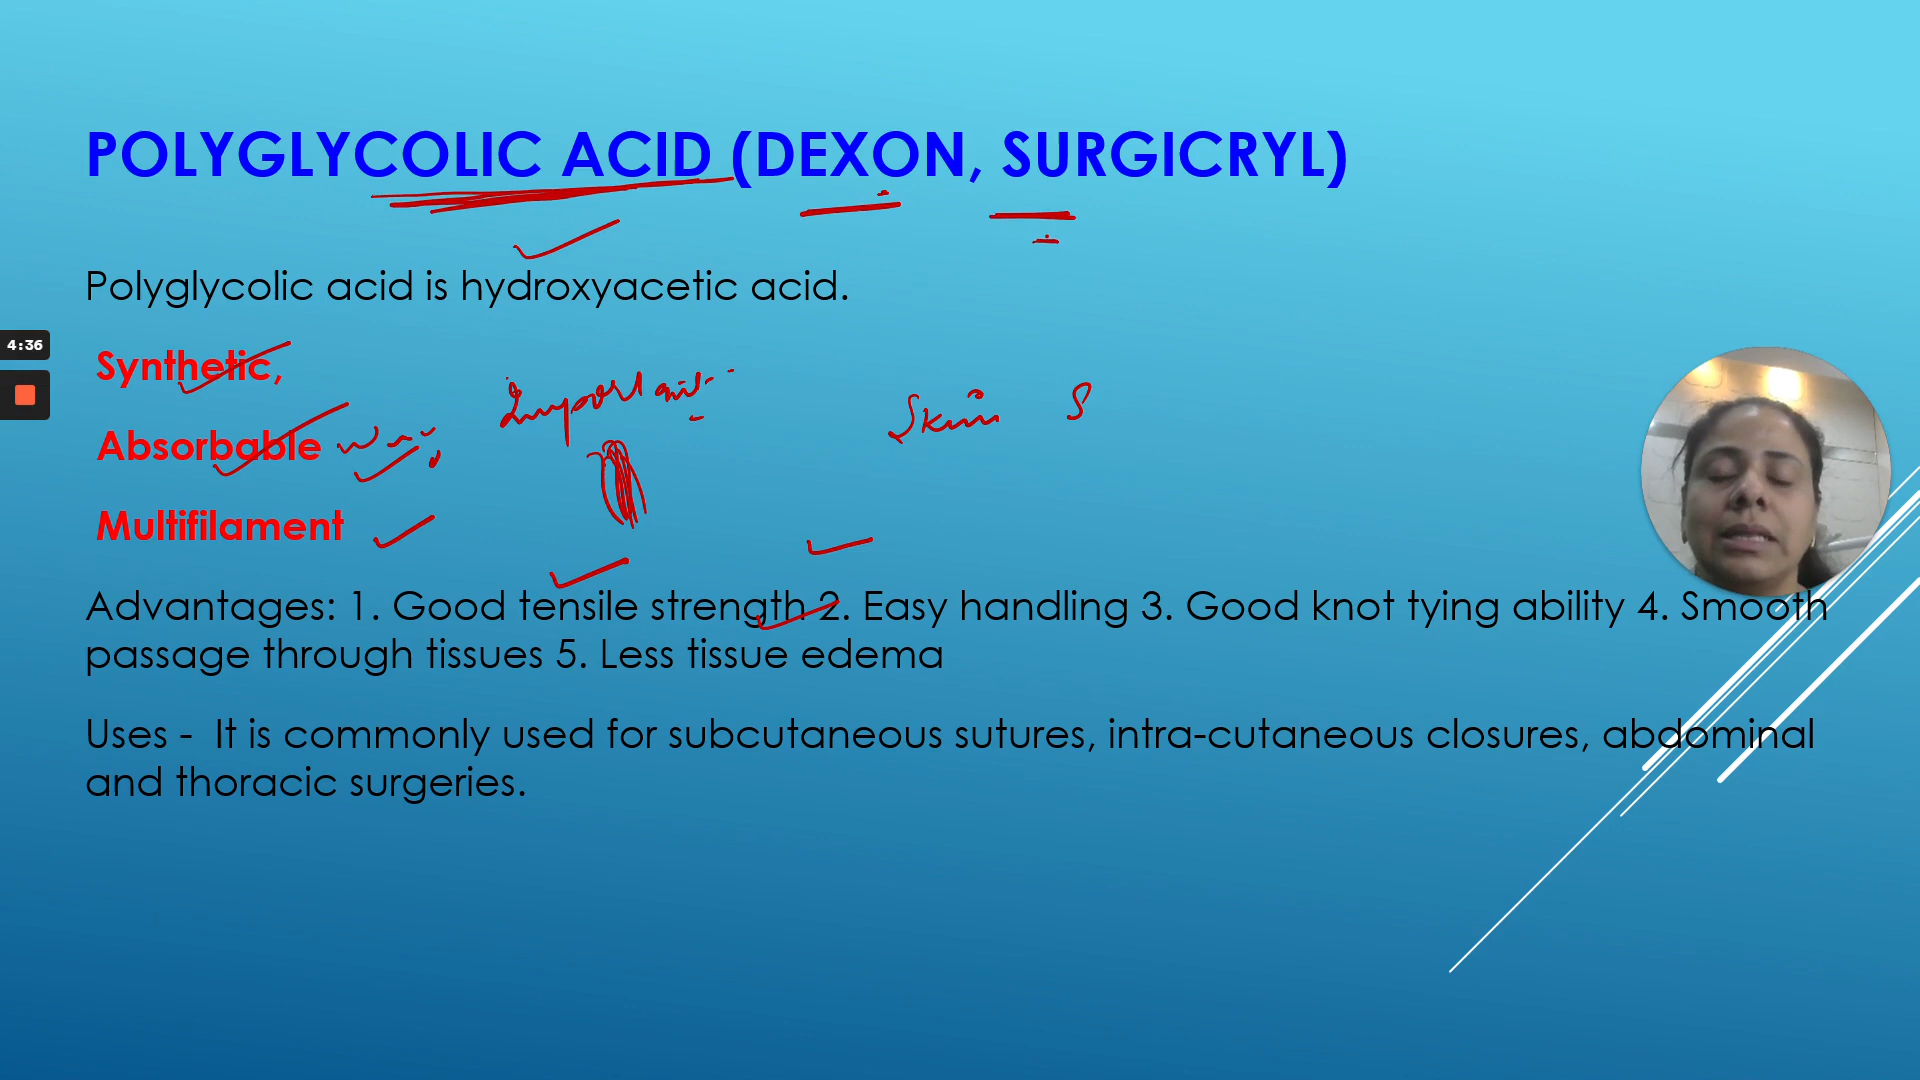 POLYGLYCOLIC ACID (DEXON, SURGICRYL)
Polyglycolic acid is hydroxyacetic acid.
4:36
Synthetic,
Important
Skin S
Absorbable
Multifilament
Advantages: 1. Good tensile strength 2. Easy handling 3. Good knot tying ability 4. Smooth
passage through tissues 5. Less tissue edema
Uses - It is commonly used for subcutaneous sutures, intra-cutaneous closures, abdominal
and thoracic surgeries.